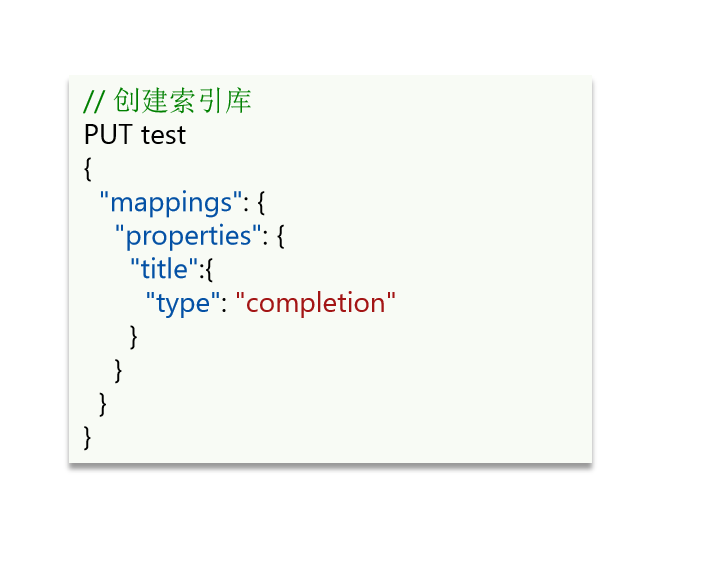 // 创建索引库
PUT test
{
  "mappings": {
    "properties": {
      "title":{
        "type": "completion"
      }
    }
  }
}